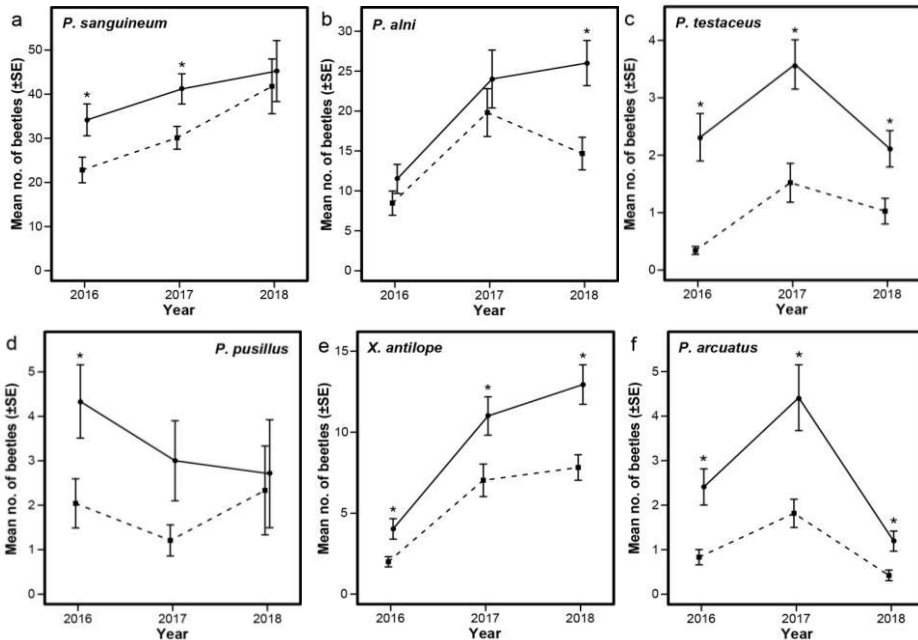 a
P. sanguineum
*
*
Mean no. of beetles (±SE)
50
40
30
20
10
0
2016 2017 2018
Year
b
P. alni
*
Mean no. of beetles (±SE)
30
25
20
15
10
5
0
2016 2017 2018
Year
c
P. testaceus
*
*
*
Mean no. of beetles (±SE)
4
3
2
1
0
2016 2017 2018
Year
d
P. pusillus
*
Mean no. of beetles (±SE)
5
4
3
2
1
0
2016 2017 2018
Year
e
X. antilope
*
*
*
Mean no. of beetles (±SE)
15
10
5
0
2016 2017 2018
Year
f
P. arcuatus
*
*
*
Mean no. of beetles (±SE)
5
4
3
2
1
0
2016 2017 2018
Year